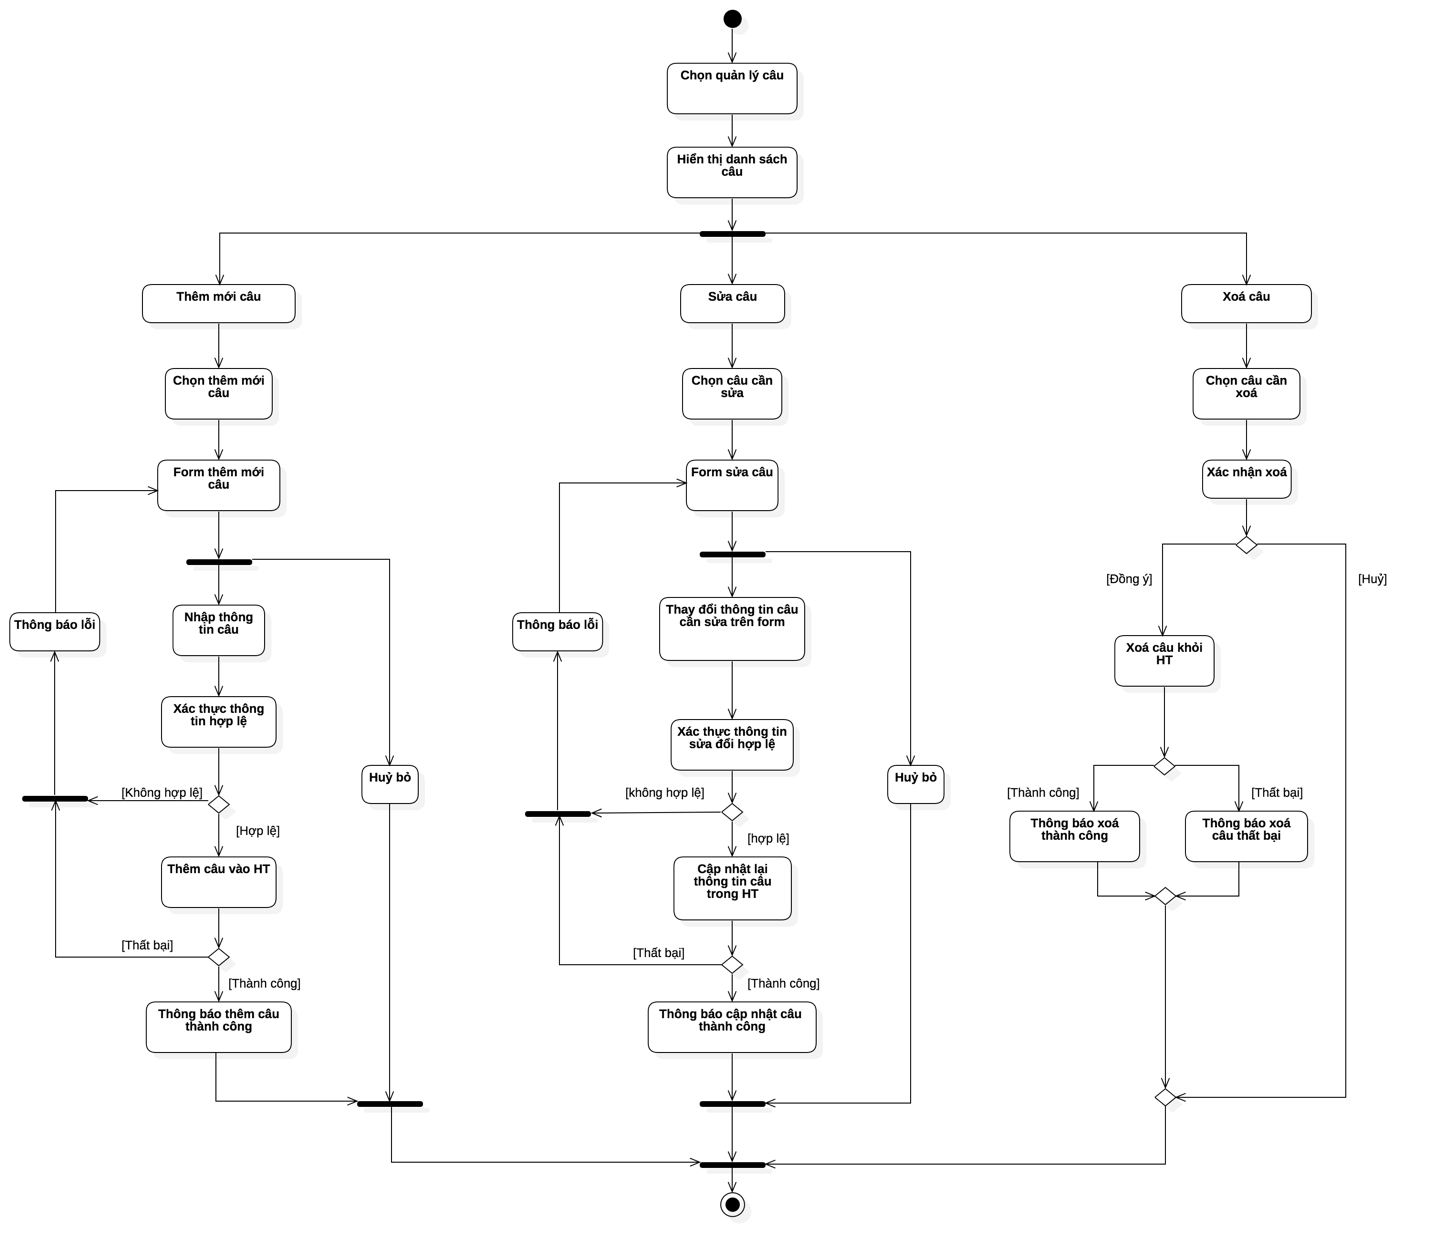 Chọn quản lý câu
Hiển thị danh sách
câu
Thêm mới câu
Sửa câu
Xoá câu
Chọn thêm mới
câu
Chọn câu cần
sửa
Chọn câu cần
xoá
Form thêm mới
câu
Form sửa câu
Xác nhận xoá
[Đồng ý]
[Huỷ]
Thông báo lỗi
Nhập thông
tin câu
Thông báo lỗi
Thay đổi thông tin câu
cần sửa trên form
Xoá câu khỏi
HT
Xác thực thông
tin hợp lệ
Huỷ bỏ
Xác thực thông tin
sửa đổi hợp lệ
Huỷ bỏ
[Không hợp lệ]
[không hợp lệ]
[Thành công]
[Thất bại]
[Hợp lệ]
[hợp lệ]
Thông báo xoá
thành công
Thông báo xoá
câu thất bại
Thêm câu vào HT
Cập nhật lại
thông tin câu
trong HT
[Thất bại]
[Thất bại]
[Thành công]
[Thành công]
Thông báo thêm câu
thành công
Thông báo cập nhật câu
thành công